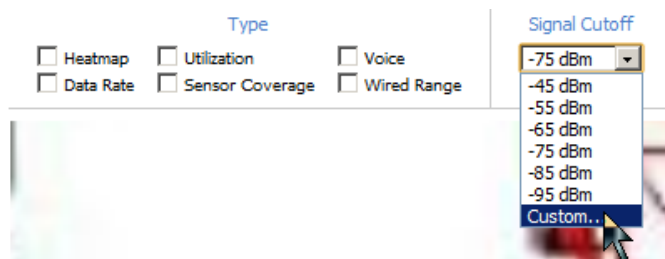 Type
Signal Cutoff
Heatmap Utilization Voice
-75 dBm
Data Rate Sensor Coverage Wired Range
-45 dBm
-55 dBm
-65 dBm
-75 dBm
-85 dBm
-95 dBm
Custom...